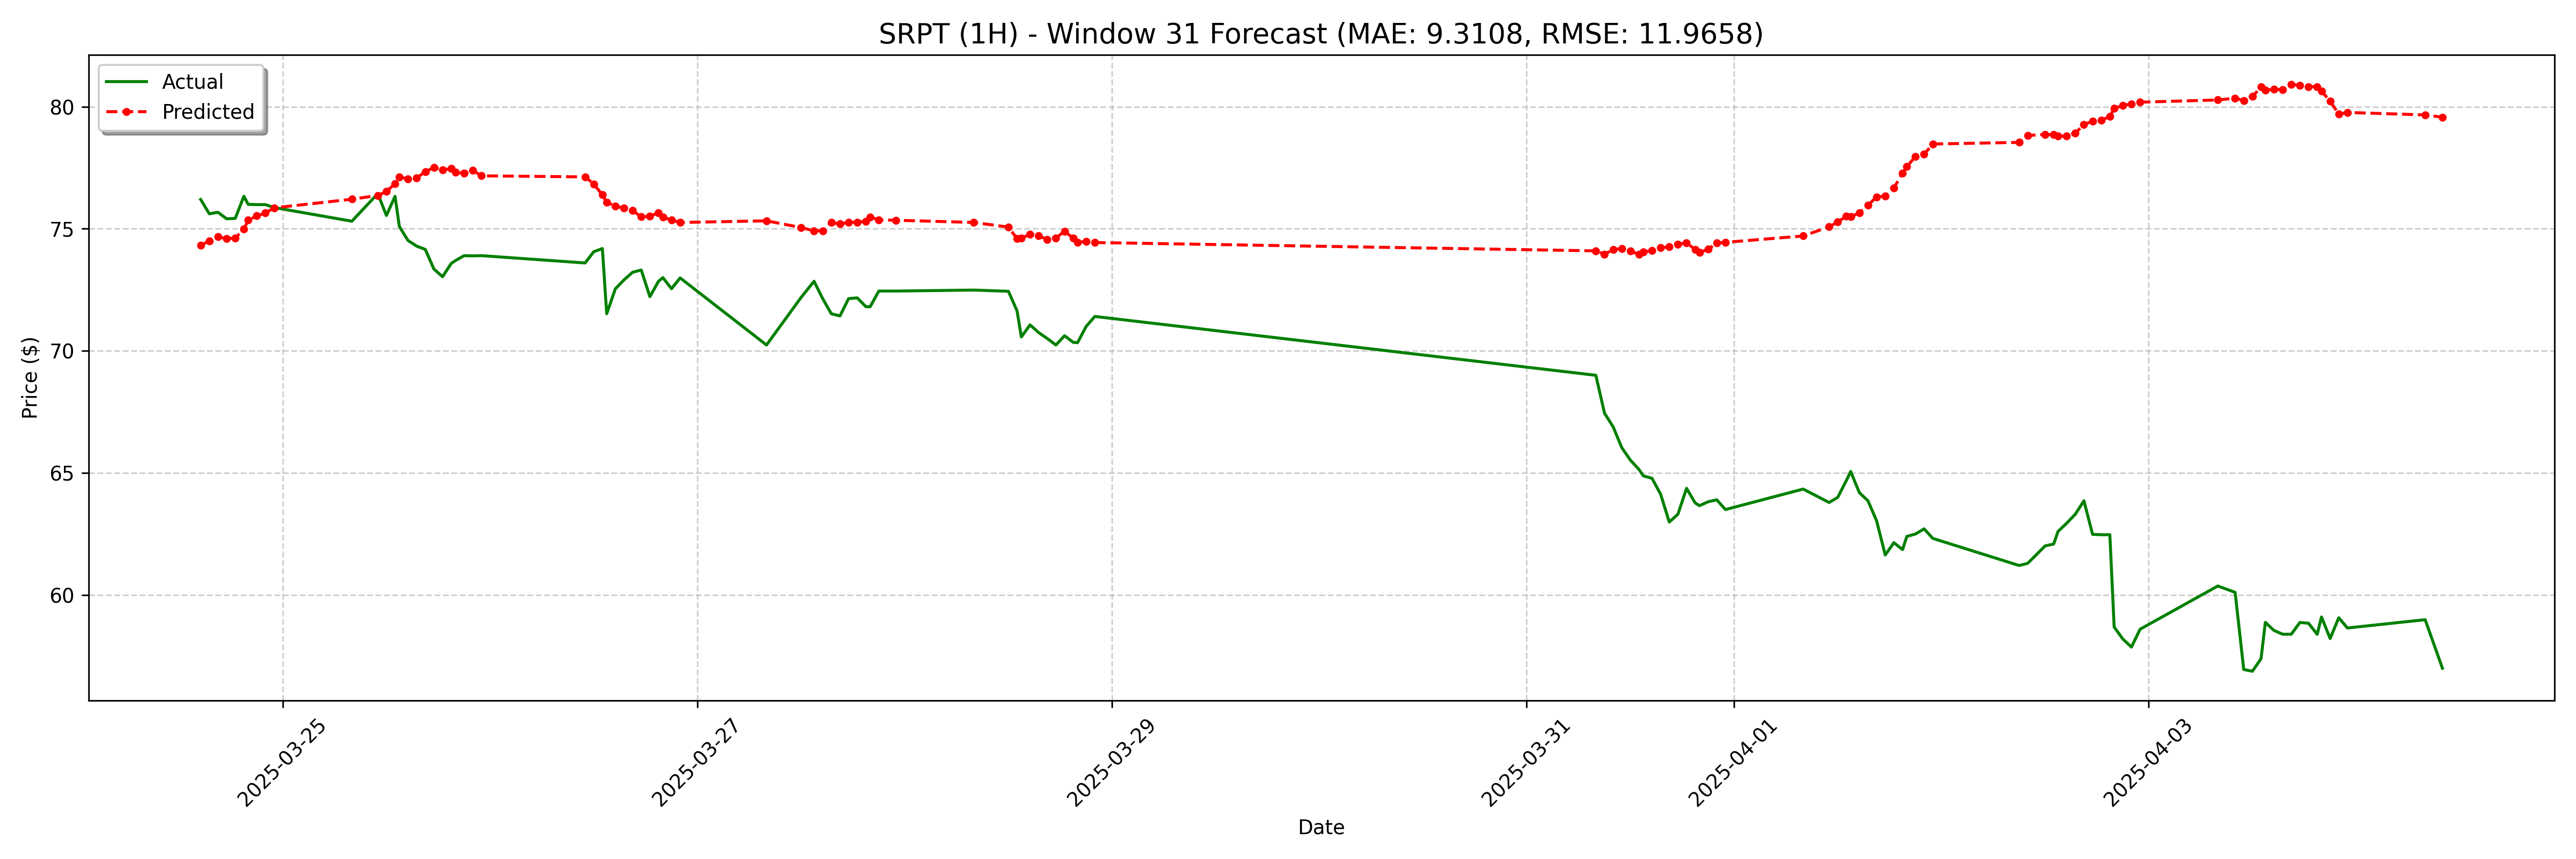 SRPT (1H) - Window 31 Forecast (MAE: 9.3108, RMSE: 11.9658)
Actual
Predicted
Price ($)
80
75
70
65
60
2025-03-25
2025-03-27
2025-03-29
2025-03-31
2025-04-01
2025-04-03
Date